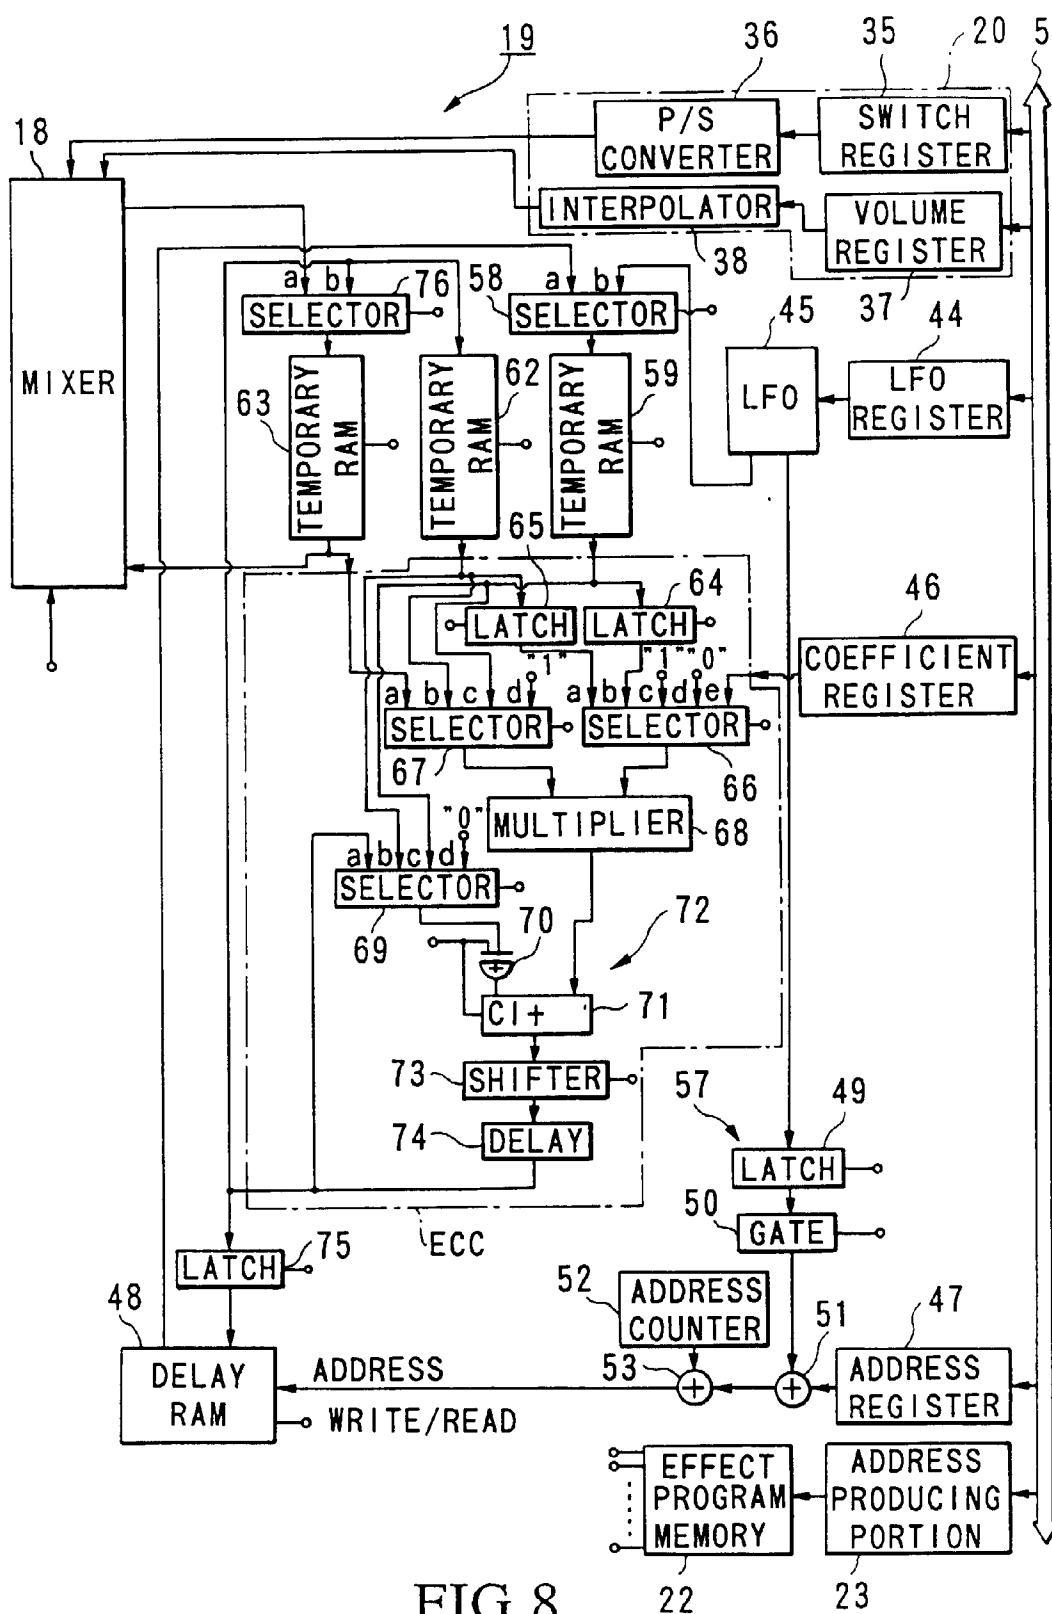 19
36
35
20
5
18
P/S
CONVERTER
SWITCH
REGISTER
INTERPOLATOR
38
VOLUME
REGISTER
37
MIXER
a
b
76
SELECTOR
58
a
b
SELECTOR
45
44
LFO
LFO
REGISTER
63
TEMPORARY
RAM
62
TEMPORARY
RAM
59
TEMPORARY
RAM
65
64
46
LATCH
LATCH
COEFFICIENT
REGISTER
"1"
"1"
"0"
a
b
c
d
a
b
c
d
e
SELECTOR
SELECTOR
67
66
"0"
MULTIPLIER
68
a
b
c
d
SELECTOR
69
70
72
CI+
71
73
SHIFTER
74
DELAY
57
49
LATCH
50
GATE
ECC
75
LATCH
52
ADDRESS
COUNTER
48
DELAY
RAM
ADDRESS
WRITE/READ
53
+
51
+
47
ADDRESS
REGISTER
EFFECT
PROGRAM
MEMORY
22
ADDRESS
PRODUCING
PORTION
23
FIG.8